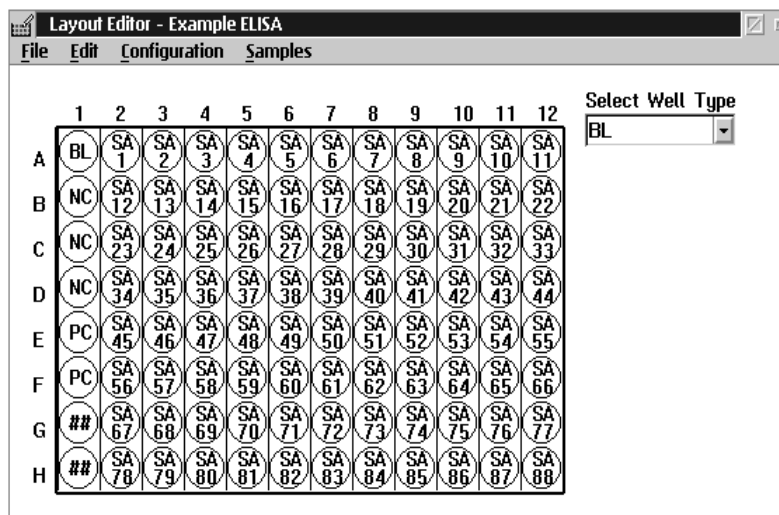 Layout Editor - Example ELISA
File Edit Configuration Samples
Select Well Type
BL
1 2 3 4 5 6 7 8 9 10 11 12
A BL SA 1 SA 2 SA 3 SA 4 SA 5 SA 6 SA 7 SA 8 SA 9 SA 10 SA 11
B NC SA 12 SA 13 SA 14 SA 15 SA 16 SA 17 SA 18 SA 19 SA 20 SA 21 SA 22
C NC SA 23 SA 24 SA 25 SA 26 SA 27 SA 28 SA 29 SA 30 SA 31 SA 32 SA 33
D NC SA 34 SA 35 SA 36 SA 37 SA 38 SA 39 SA 40 SA 41 SA 42 SA 43 SA 44
E PC SA 45 SA 46 SA 47 SA 48 SA 49 SA 50 SA 51 SA 52 SA 53 SA 54 SA 55
F PC SA 56 SA 57 SA 58 SA 59 SA 60 SA 61 SA 62 SA 63 SA 64 SA 65 SA 66
G ## SA 67 SA 68 SA 69 SA 70 SA 71 SA 72 SA 73 SA 74 SA 75 SA 76 SA 77
H ## SA 78 SA 79 SA 80 SA 81 SA 82 SA 83 SA 84 SA 85 SA 86 SA 87 SA 88